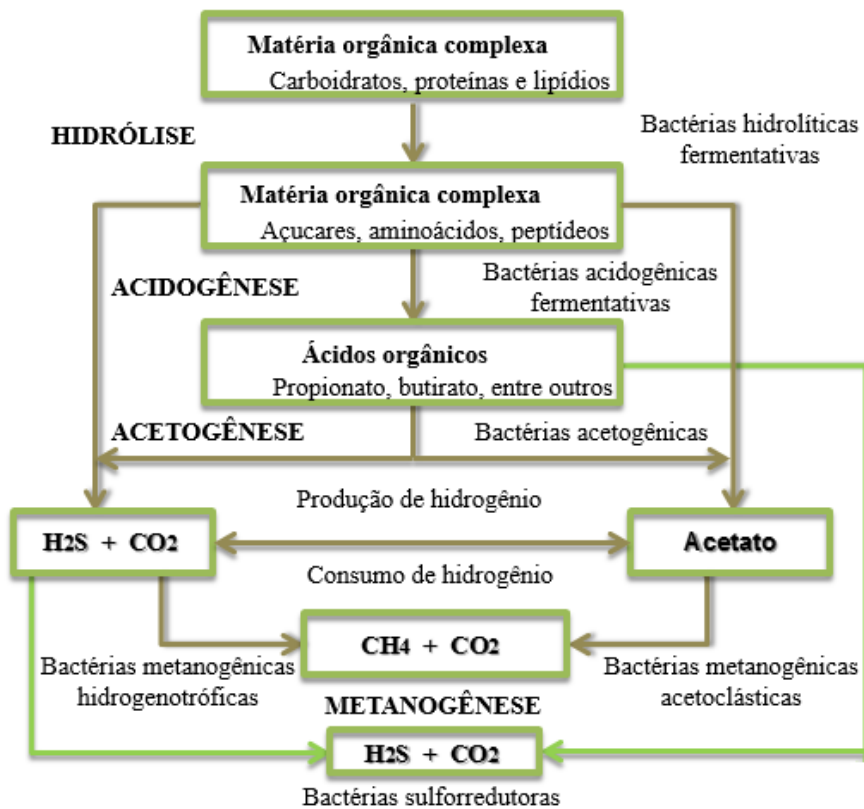 Matéria orgânica complexa
Carboidratos, proteínas e lipídios
HIDRÓLISE
Bactérias hidrolíticas
fermentativas
Matéria orgânica complexa
Açucares, aminoácidos, peptídeos
ACIDOGÊNESE
Bactérias acidogênicas
fermentativas
Ácidos orgânicos
Propionato, butirato, entre outros
ACETOGÊNESE
Bactérias acetogênicas
Produção de hidrogênio
H2S + CO2
Acetato
Consumo de hidrogênio
CH4 + CO2
Bactérias metanogênicas
hidrogenotróficas
Bactérias metanogênicas
acetoclásticas
METANOGÊNESE
H2S + CO2
Bactérias sulforredutoras